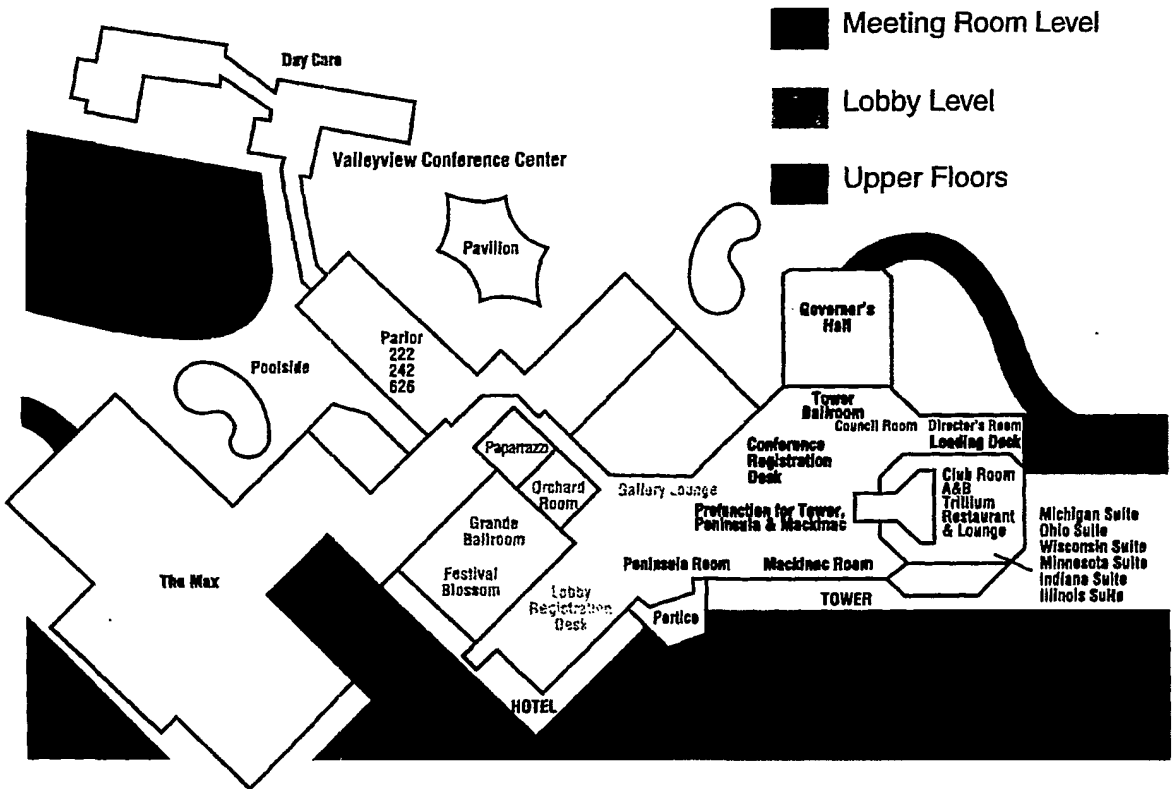 Meeting Room Level
Lobby Level
Upper Floors
Day Care
Valleyview Conference Center
Pavilion
Governer's
Hall
Parlor
222
242
626
Poolside
Tower
Ballroom
Council Room
Director's Room
Loading Dock
Conference
Registration
Desk
Paparrazzi
Orchard
Room
Gallery Lounge
Club Room
A&B
Trillium
Restaurant
& Lounge
Prefunction for Tower,
Peninsula & Mackinac
Michigan Suite
Ohio Suite
Wisconsin Suite
Minnesota Suite
Indiana Suite
Illinois Suite
Grande
Ballroom
Festival
Blossom
The Max
Peninsula Room
Mackinac Room
Lobby
Registration
Desk
TOWER
Portico
HOTEL